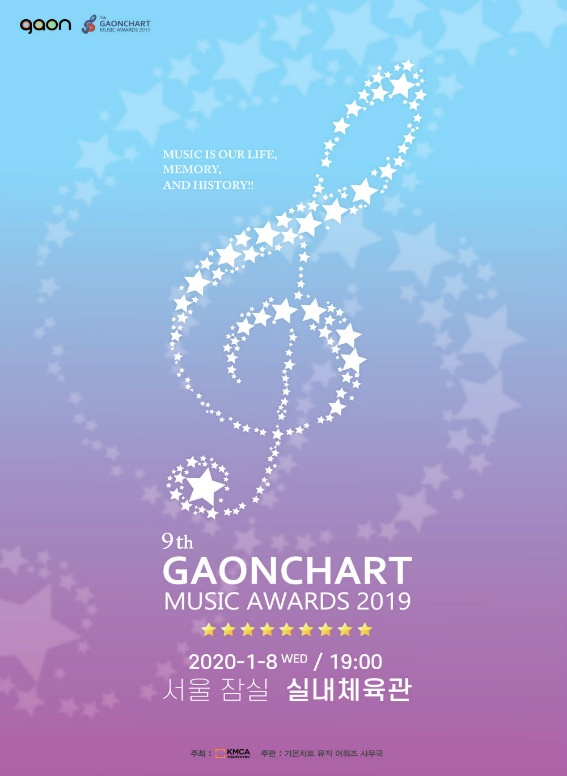 gaon
GAONCHART
MUSIC AWARDS 2019
MUSIC IS OUR LIFE,
MEMORY,
AND HISTORY!!
9th
GAONCHART
MUSIC AWARDS 2019
2020-1-8 WED / 19:00
서울 잠실 실내체육관
주최 : KMCA 주관 : 가온차트 뮤직 어워즈 사무국